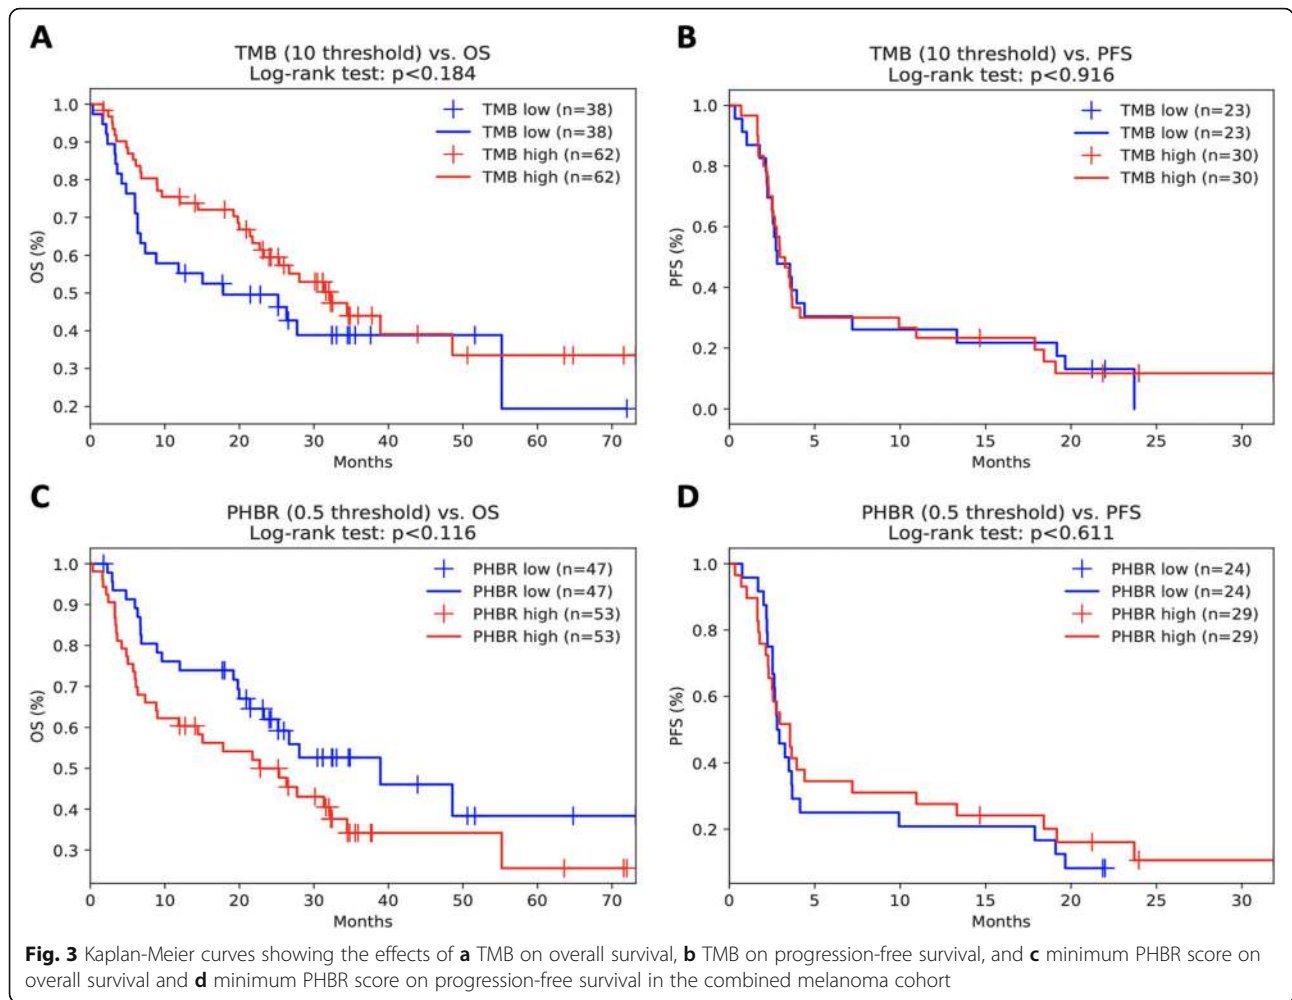 A
TMB (10 threshold) vs. OS
Log-rank test: p<0.184
1.0
0.9
0.8
0.7
0.6
0.5
0.4
0.3
0.2
OS (%)
TMB low (n=38)
TMB low (n=38)
TMB high (n=62)
TMB high (n=62)
0 10 20 30 40 50 60 70
Months
B
TMB (10 threshold) vs. PFS
Log-rank test: p<0.916
1.0
0.8
0.6
0.4
0.2
0.0
PFS (%)
TMB low (n=23)
TMB low (n=23)
TMB high (n=30)
TMB high (n=30)
0 5 10 15 20 25 30
Months
C
PHBR (0.5 threshold) vs. OS
Log-rank test: p<0.116
1.0
0.9
0.8
0.7
0.6
0.5
0.4
0.3
OS (%)
PHBR low (n=47)
PHBR low (n=47)
PHBR high (n=53)
PHBR high (n=53)
0 10 20 30 40 50 60 70
Months
D
PHBR (0.5 threshold) vs. PFS
Log-rank test: p<0.611
1.0
0.8
0.6
0.4
0.2
PFS (%)
PHBR low (n=24)
PHBR low (n=24)
PHBR high (n=29)
PHBR high (n=29)
0 5 10 15 20 25 30
Months
Fig. 3 Kaplan-Meier curves showing the effects of a TMB on overall survival, b TMB on progression-free survival, and c minimum PHBR score on
overall survival and d minimum PHBR score on progression-free survival in the combined melanoma cohort